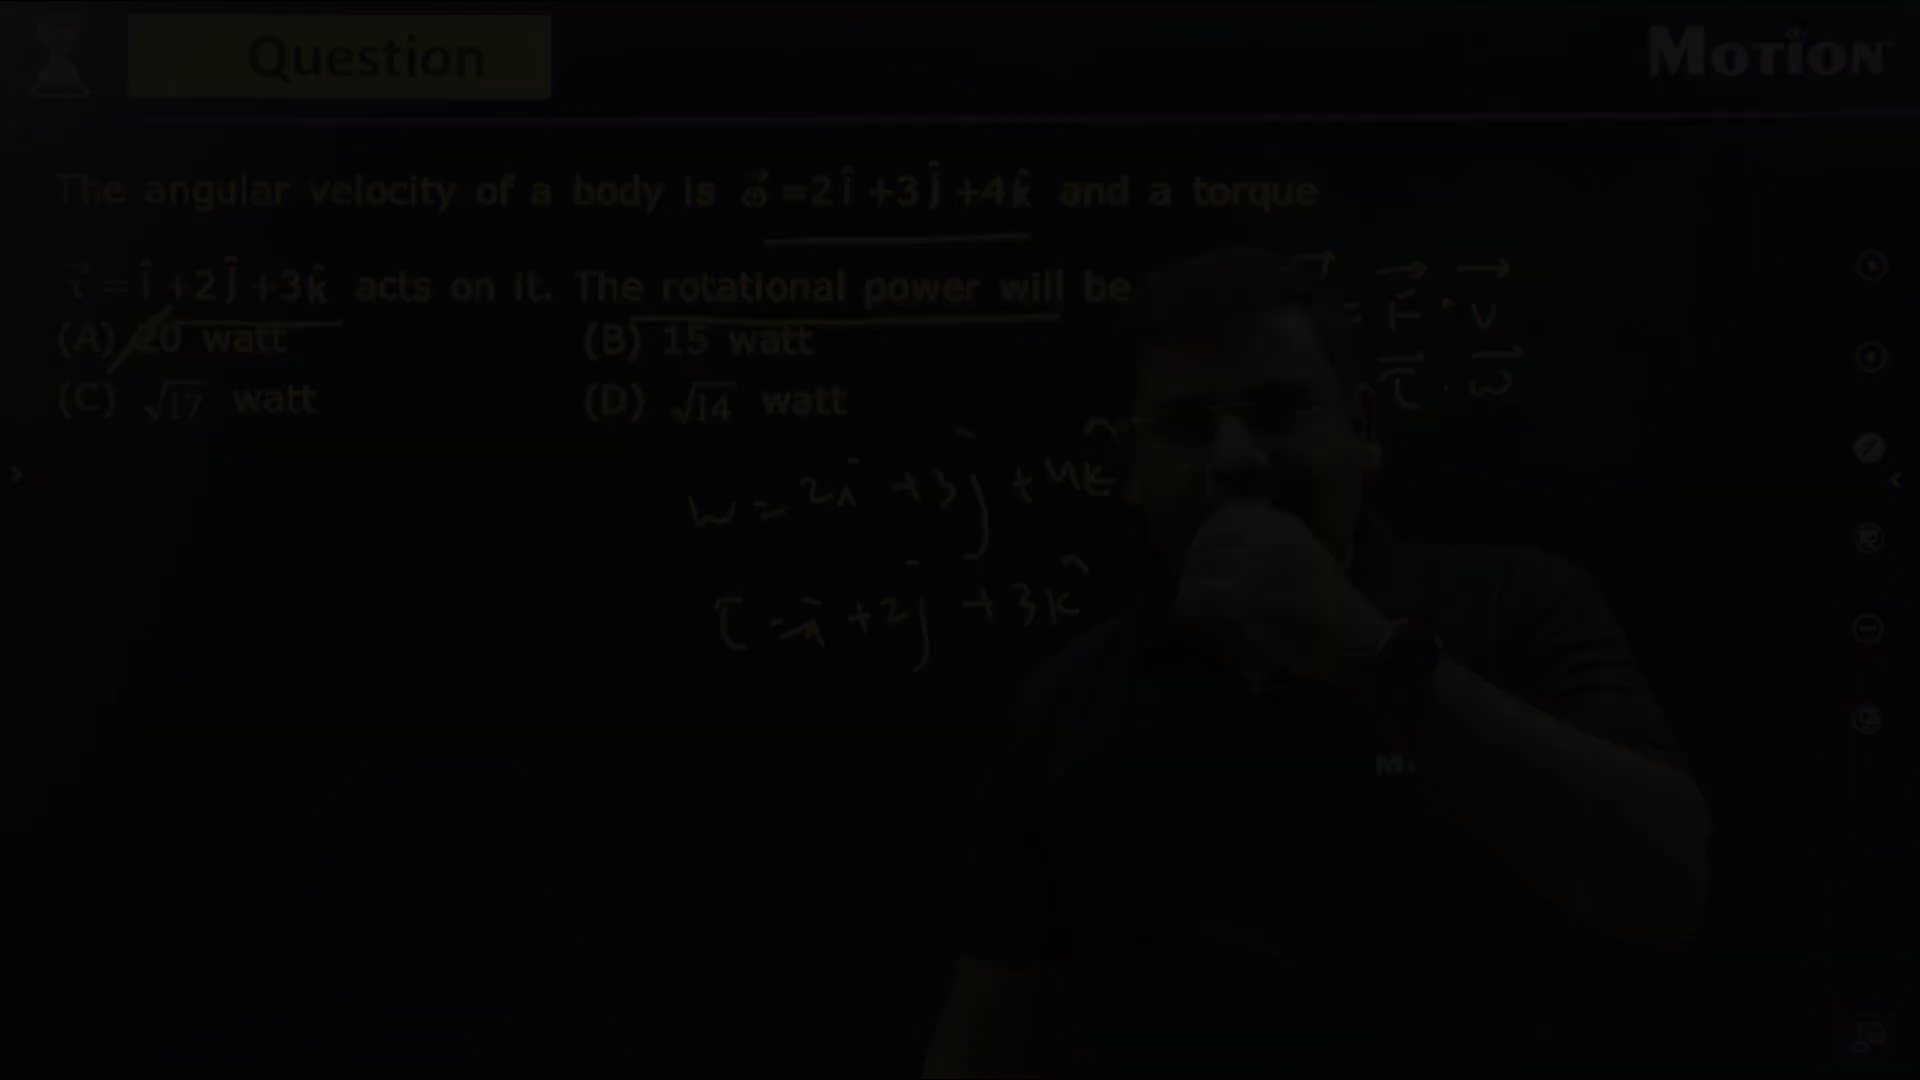 Question
MOTiON
The angular velocity of a body is ω⃗ = 2î + 3ĵ + 4k̂ and a torque
τ⃗ = î + 2ĵ + 3k̂ acts on it. The rotational power will be
(A) 20 watt (B) 15 watt
(C) √17 watt (D) √14 watt
= F⃗ · v⃗
τ⃗ · ω⃗
ω = 2î + 3ĵ + 4k̂
τ = î + 2ĵ + 3k̂